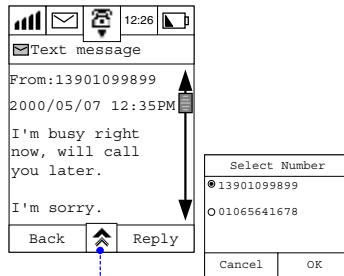 12:26
Text message
From:13901099899
2000/05/07 12:35PM
I'm busy right
now, will call
you later.
I'm sorry.
Back Reply
Select Number
13901099899
01065641678
Cancel OK